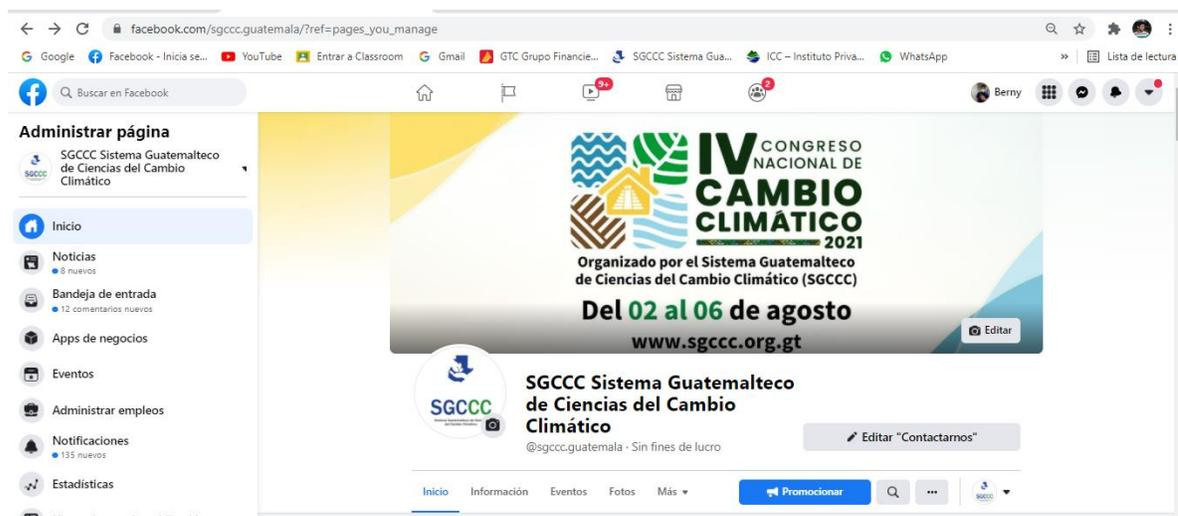 facebook.com/sgccc.guatemala/?ref=pages_you_manage
Google Facebook - Inicia se... YouTube Entrar a Classroom Gmail GTC Grupo Financie... SGCCC Sistema Gua... ICC – Instituto Priva... WhatsApp » Lista de lectura
Buscar en Facebook
9+
2
Berny
Administrar página
SGCCC Sistema Guatemalteco
de Ciencias del Cambio
Climático
Inicio
Noticias
8 nuevos
Bandeja de entrada
12 comentarios nuevos
Apps de negocios
Eventos
Administrar empleos
Notificaciones
135 nuevos
Estadísticas
IV CONGRESO
NACIONAL DE
CAMBIO
CLIMÁTICO
2021
Organizado por el Sistema Guatemalteco
de Ciencias del Cambio Climático (SGCCC)
Del 02 al 06 de agosto
www.sgccc.org.gt
Editar
SGCCC
SGCCC Sistema Guatemalteco
de Ciencias del Cambio
Climático
@sgccc.guatemala · Sin fines de lucro
Editar "Contactarnos"
Inicio Información Eventos Fotos Más Promocionar